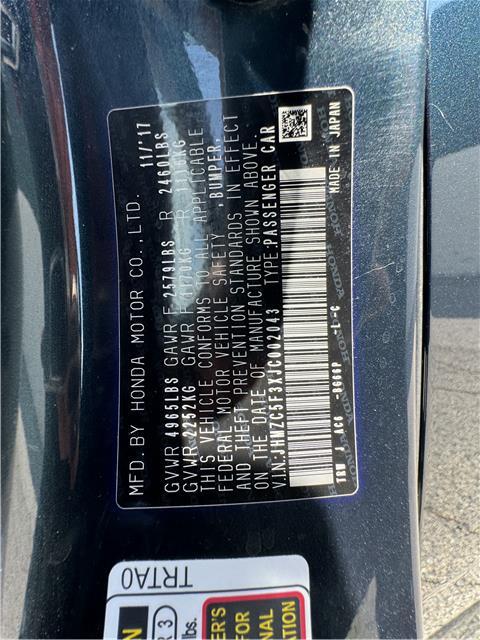 MFD. BY HONDA MOTOR CO., LTD. 11/'17
GVWR 4965LBS GAWR F 2579LBS R 2460LBS
GVWR 2252KG GAWR F 1170KG R 1116KG
THIS VEHICLE CONFORMS TO ALL APPLICABLE
FEDERAL MOTOR VEHICLE SAFETY, BUMPER,
AND THEFT PREVENTION STANDARDS IN EFFECT
ON THE DATE OF MANUFACTURE SHOWN ABOVE.
V.I.N:JHMZC5F3XJC002043 TYPE:PASSENGER CAR
MADE IN JAPAN
TRTA0